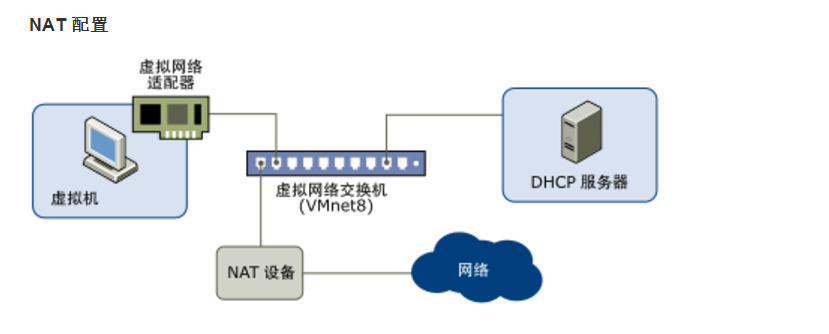 NAT 配置
虚拟网络
适配器
虚拟机
虚拟网络交换机
(VMnet8)
DHCP 服务器
NAT 设备
网络